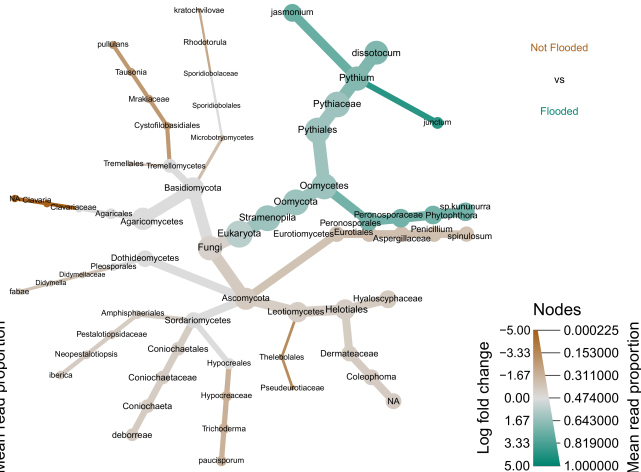 kratochvilovae
jasmonium
Not Flooded
pullulans
Rhodotorula
dissotocum
vs
Tausonia
Sporidiobolaceae
Pythium
Mrakiaceae
Sporidiobolales
Pythiaceae
Flooded
Cystofilobasidiales
Microbotryomycetes
Pythiales
junctum
Tremellales
Tremellomycetes
Basidiomycota
Oomycetes
NA
Clavaria
Clavariaceae
Agaricales
Agaricomycetes
Oomycota
Stramenopila
Eukaryota
Peronosporaceae
sp.kununurra
Phytophthora
Peronosporales
Eurotiomycetes
Eurotiales
Penicillium
Aspergillaceae
spinulosum
Fungi
Dothideomycetes
Pleosporales
Didymellaceae
Didymella
fabae
Ascomycota
Hyaloscyphaceae
Leotiomycetes
Helotiales
Amphisphaeriales
Sordariomycetes
Pestalotiopsidaceae
Neopestalotiopsis
iberica
Coniochaetales
Coniochaetaceae
Coniochaeta
deborreae
Hypocreales
Hypocreaceae
Trichoderma
paucisporum
Thelebolales
Pseudeurotiaceae
Dermateaceae
Coleophoma
NA
Nodes
−5.00 0.000225
−3.33 0.153000
−1.67 0.311000
0.00 0.474000
1.67 0.643000
3.33 0.819000
5.00 1.000000
Log fold change
Mean read proportion
Mean read proportion